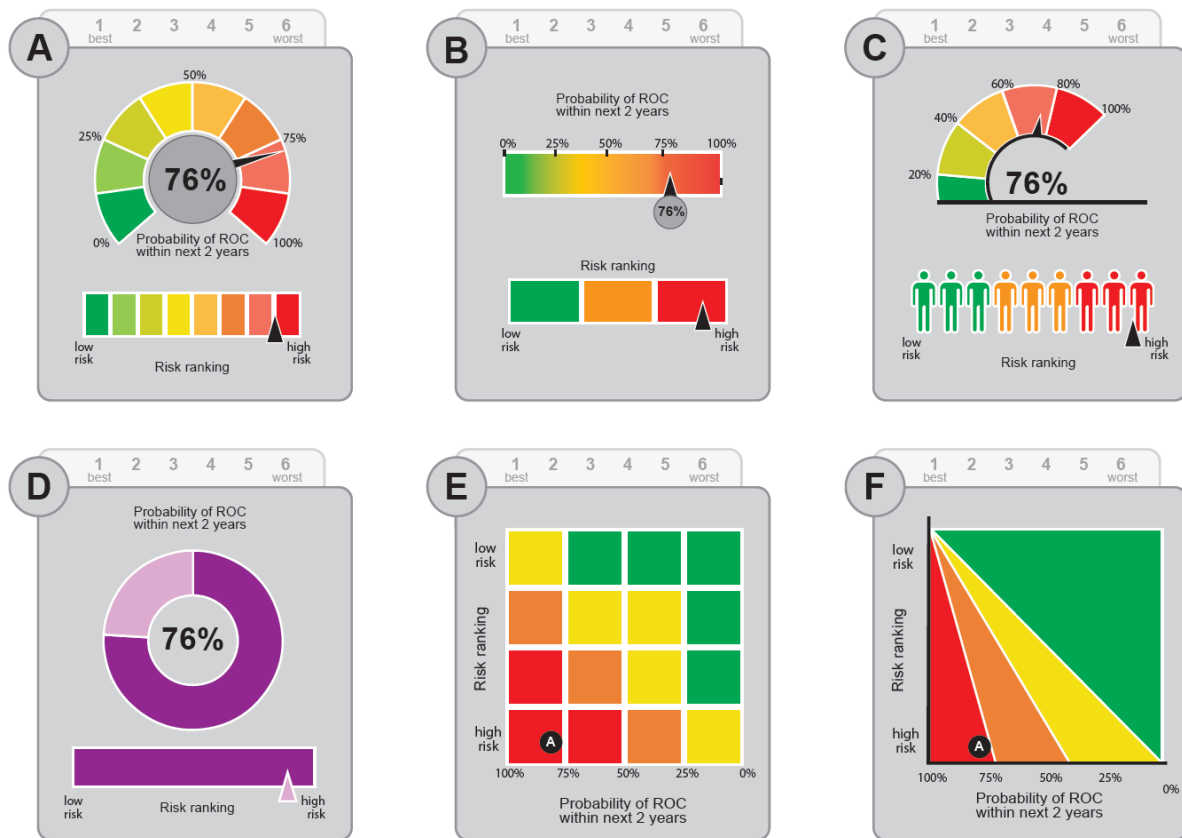 1 2 3 4 5 6
best worst
A
50%
25% 75%
76%
0% 100%
Probability of ROC
within next 2 years
low
risk
high
risk
Risk ranking
1 2 3 4 5 6
best worst
B
Probability of ROC
within next 2 years
0% 25% 50% 75% 100%
76%
Risk ranking
low
risk
high
risk
1 2 3 4 5 6
best worst
C
60% 80%
40% 100%
20%
76%
Probability of ROC
within next 2 years
low
risk
high
risk
Risk ranking
1 2 3 4 5 6
best worst
D
Probability of ROC
within next 2 years
76%
low
risk
high
risk
Risk ranking
1 2 3 4 5 6
best worst
E
low
risk
Risk ranking
high
risk
A
100% 75% 50% 25% 0%
Probability of ROC
within next 2 years
1 2 3 4 5 6
best worst
F
low
risk
Risk ranking
high
risk
A
100% 75% 50% 25% 0%
Probability of ROC
within next 2 years